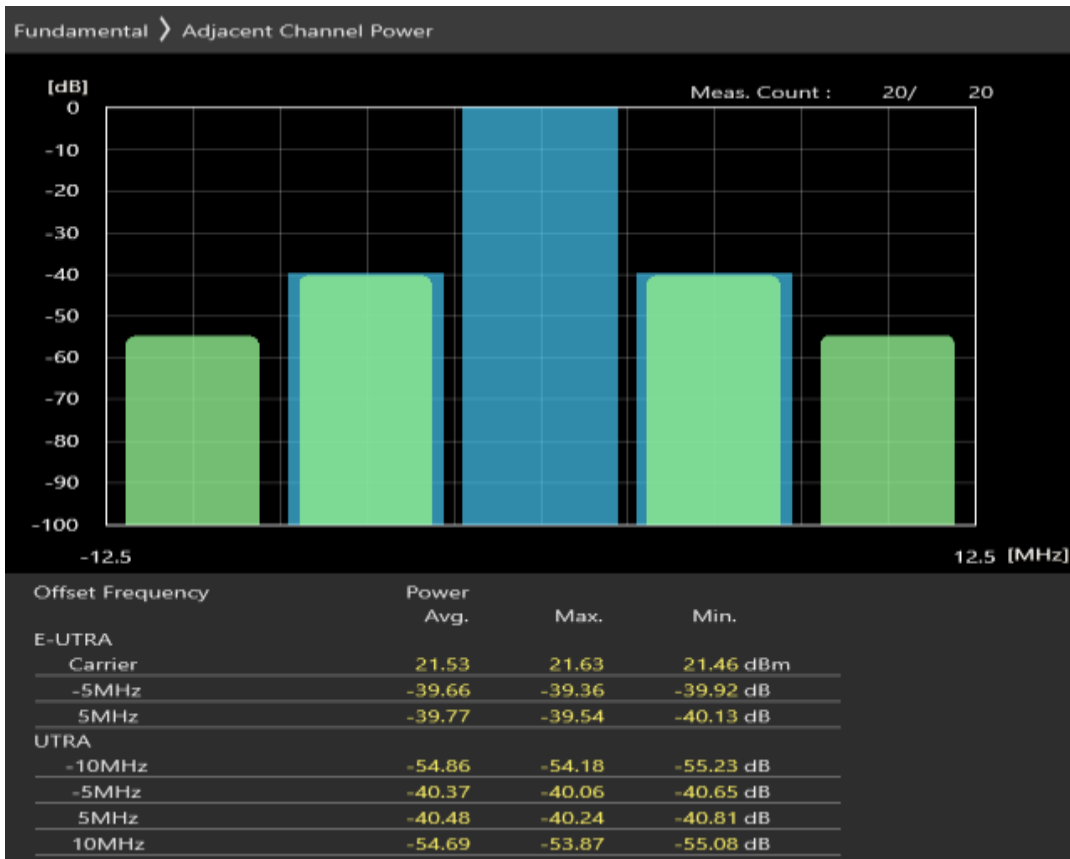 Fundamental 〉 Adjacent Channel Power
[dB]
Meas. Count : 20/ 20
0
-10
-20
-30
-40
-50
-60
-70
-80
-90
-100
-12.5 12.5 [MHz]
Offset Frequency Power
Avg. Max. Min.
E-UTRA
Carrier 21.53 21.63 21.46 dBm
-5MHz -39.66 -39.36 -39.92 dB
5MHz -39.77 -39.54 -40.13 dB
UTRA
-10MHz -54.86 -54.18 -55.23 dB
-5MHz -40.37 -40.06 -40.65 dB
5MHz -40.48 -40.24 -40.81 dB
10MHz -54.69 -53.87 -55.08 dB